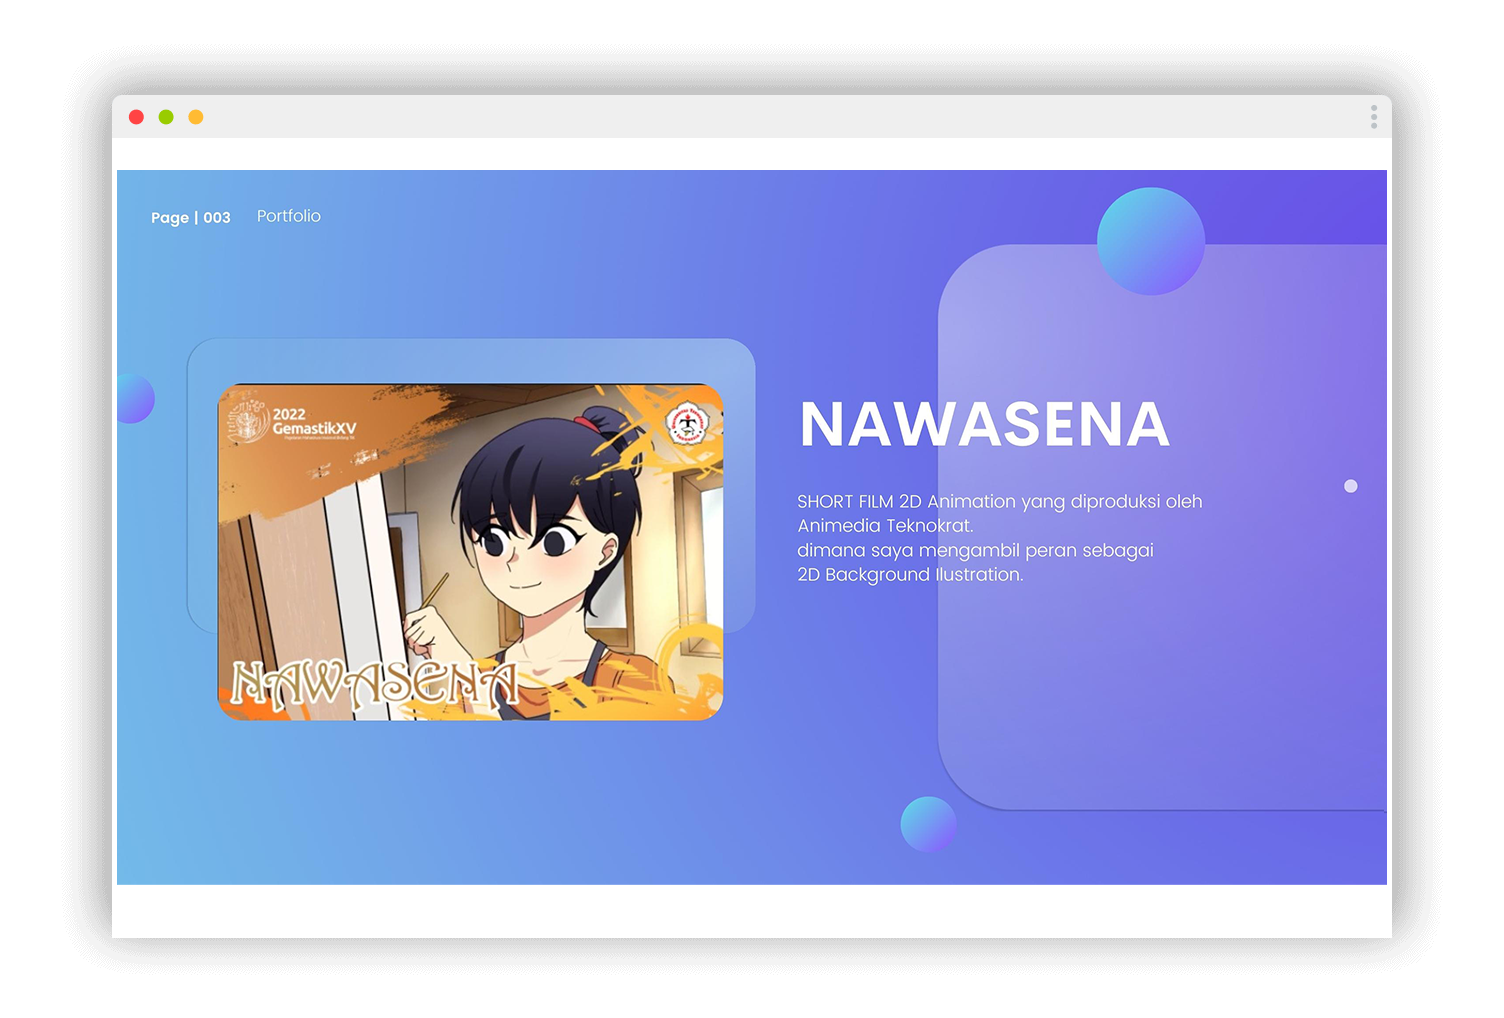 Page | 003 Portfolio
2022
GemastikXV
NAWASENA
NAWASENA
SHORT FILM 2D Animation yang diproduksi oleh
Animedia Teknokrat.
dimana saya mengambil peran sebagai
2D Background Ilustration.